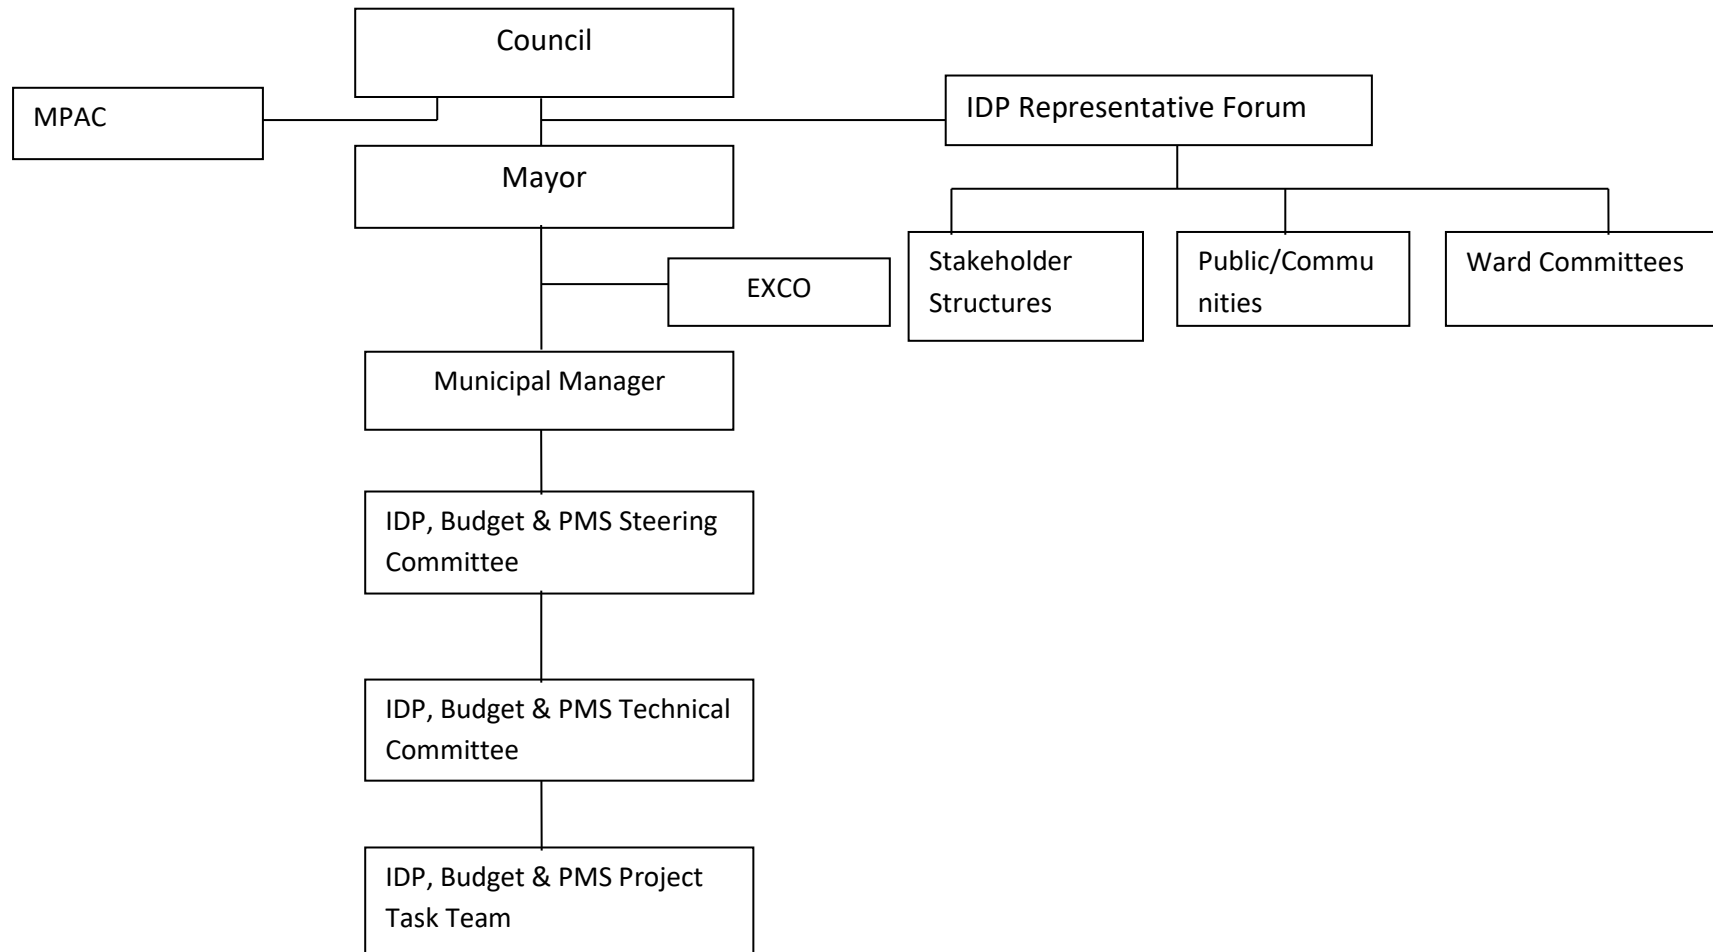 Council
MPAC
IDP Representative Forum
Mayor
Stakeholder
Structures
Public/Commu
nities
Ward Committees
EXCO
Municipal Manager
IDP, Budget & PMS Steering
Committee
IDP, Budget & PMS Technical
Committee
IDP, Budget & PMS Project
Task Team